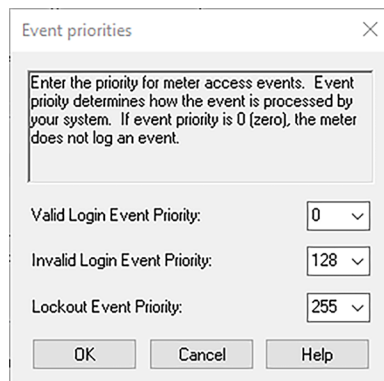 Event priorities
Enter the priority for meter access events. Event
prioity determines how the event is processed by
your system. If event priority is 0 (zero), the meter
does not log an event.
Valid Login Event Priority: 0
Invalid Login Event Priority: 128
Lockout Event Priority: 255
OK Cancel Help